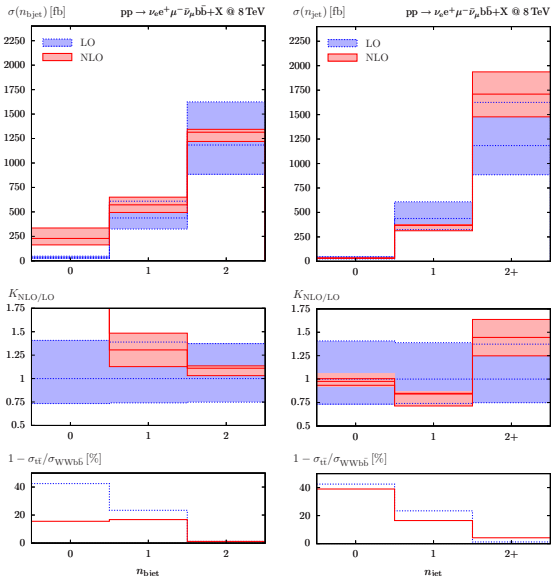 σ(n_bjet) [fb] pp → ν_e e⁺ μ⁻ ν̄_μ b b̄ + X @ 8 TeV
LO
NLO
2250
2000
1750
1500
1250
1000
750
500
250
0
0 1 2
K_NLO/LO
1.75
1.5
1.25
1
0.75
0.5
0 1 2
1 − σ_tt̄/σ_WWbb̄ [%]
40
20
0
0 1 2
n_bjet
σ(n_jet) [fb] pp → ν_e e⁺ μ⁻ ν̄_μ b b̄ + X @ 8 TeV
LO
NLO
2250
2000
1750
1500
1250
1000
750
500
250
0
0 1 2+
K_NLO/LO
1.75
1.5
1.25
1
0.75
0.5
0 1 2+
1 − σ_tt̄/σ_WWbb̄ [%]
40
20
0
0 1 2+
n_jet